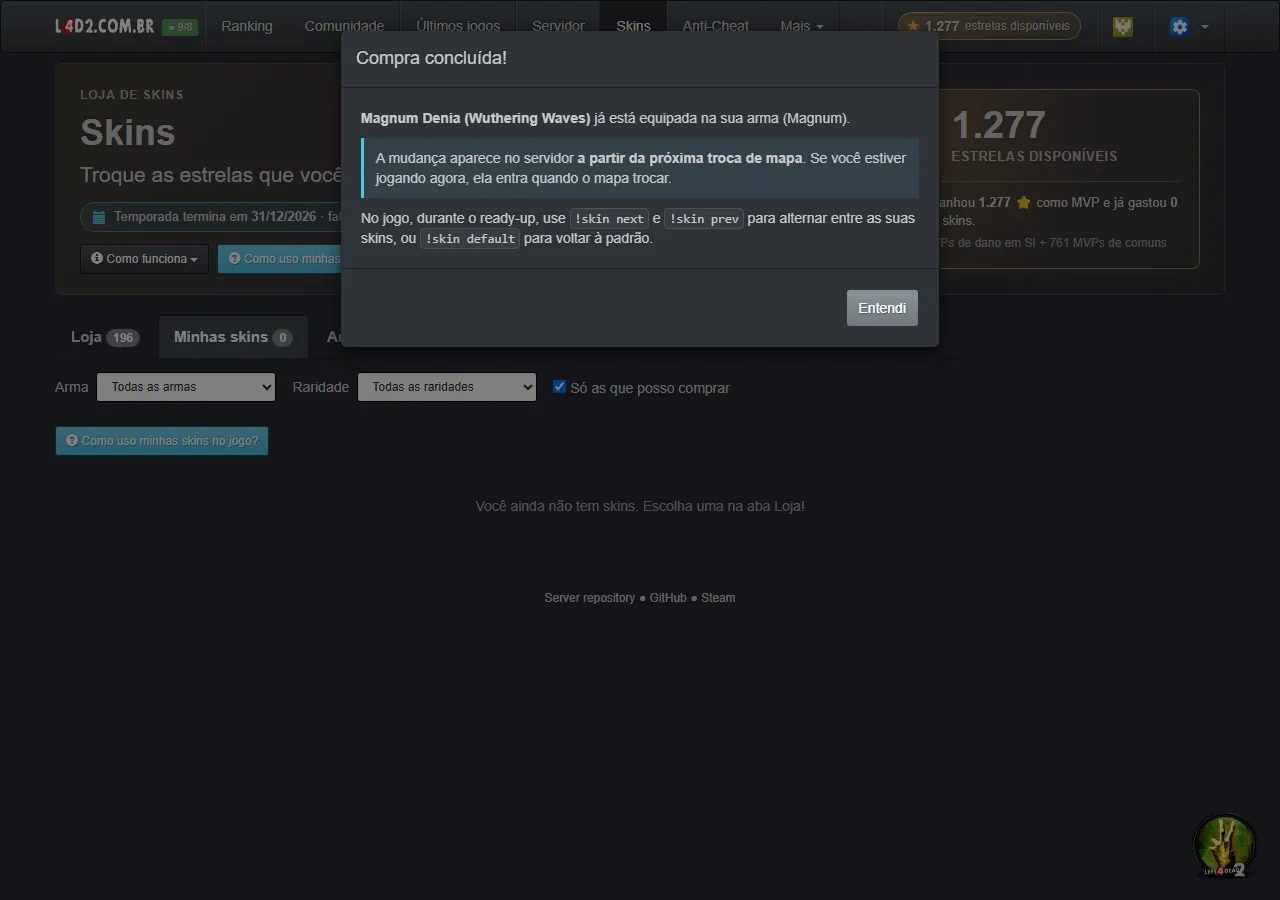 L4D2.COM.BR 9/8 Ranking Comunidade Últimos jogos Servidor Skins Anti-Cheat Mais 1.277 estrelas disponíveis
Compra concluída!
LOJA DE SKINS
Skins
Troque as estrelas que você
Temporada termina em 31/12/2026 ·
Como funciona
Como uso minhas
Magnum Denia (Wuthering Waves) já está equipada na sua arma (Magnum).
A mudança aparece no servidor a partir da próxima troca de mapa. Se você estiver
jogando agora, ela entra quando o mapa trocar.
No jogo, durante o ready-up, use !skin next e !skin prev para alternar entre as suas
skins, ou !skin default para voltar à padrão.
Entendi
1.277
ESTRELAS DISPONÍVEIS
1.277 como MVP e já gastou 0
skins.
de dano em SI + 761 MVPs de comuns
Loja 196 Minhas skins 0
Arma Todas as armas Raridade Todas as raridades Só as que posso comprar
Como uso minhas skins no jogo?
Você ainda não tem skins. Escolha uma na aba Loja!
Server repository ● GitHub ● Steam
LEFT 4 DEAD 2